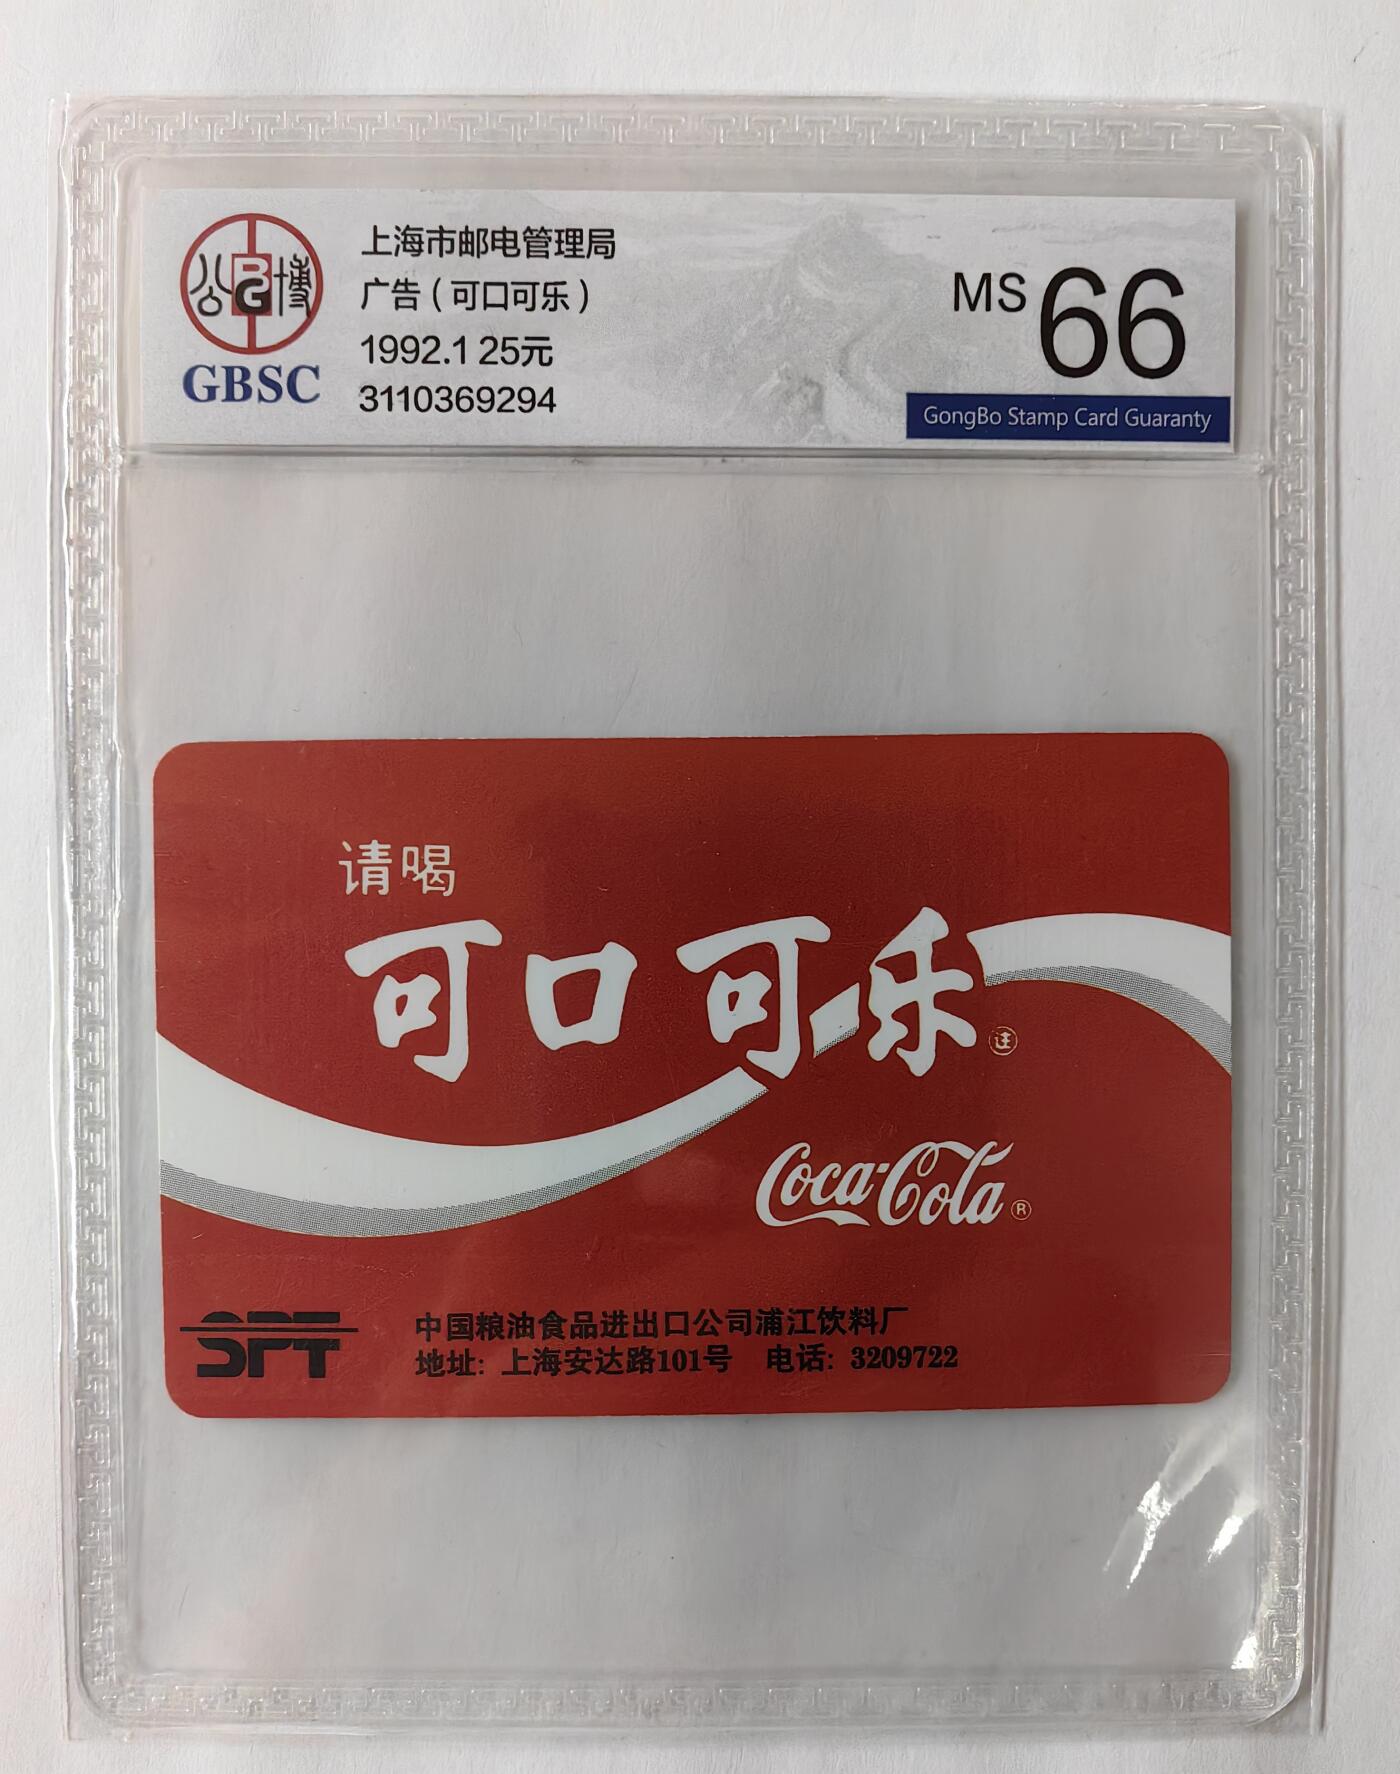 公 BG 博
GBSC
上海市邮电管理局
广告（可口可乐）
1992.1 25元
3110369294
MS 66
GongBo Stamp Card Guaranty
请喝
可口可乐
Coca-Cola ®
SPT
中国粮油食品进出口公司浦江饮料厂
地址: 上海安达路101号 电话: 3209722